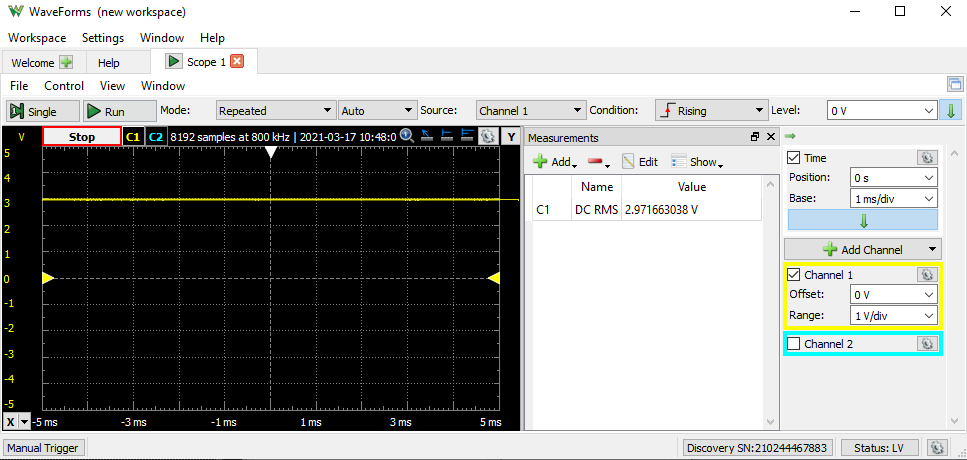 WaveForms (new workspace)
Workspace Settings Window Help
Welcome Help Scope 1
File Control View Window
Single Run Mode: Repeated Auto Source: Channel 1 Condition: Rising Level: 0 V
V Stop C1 C2 8192 samples at 800 kHz | 2021-03-17 10:48:0 Y
5
4
3
2
1
0
-1
-2
-3
-4
-5
X -5 ms -3 ms -1 ms 1 ms 3 ms 5 ms
Measurements
Add Edit Show
Name Value
C1 DC RMS 2.971663038 V
Time
Position: 0 s
Base: 1 ms/div
Add Channel
Channel 1
Offset: 0 V
Range: 1 V/div
Channel 2
Manual Trigger Discovery SN:210244467883 Status: LV